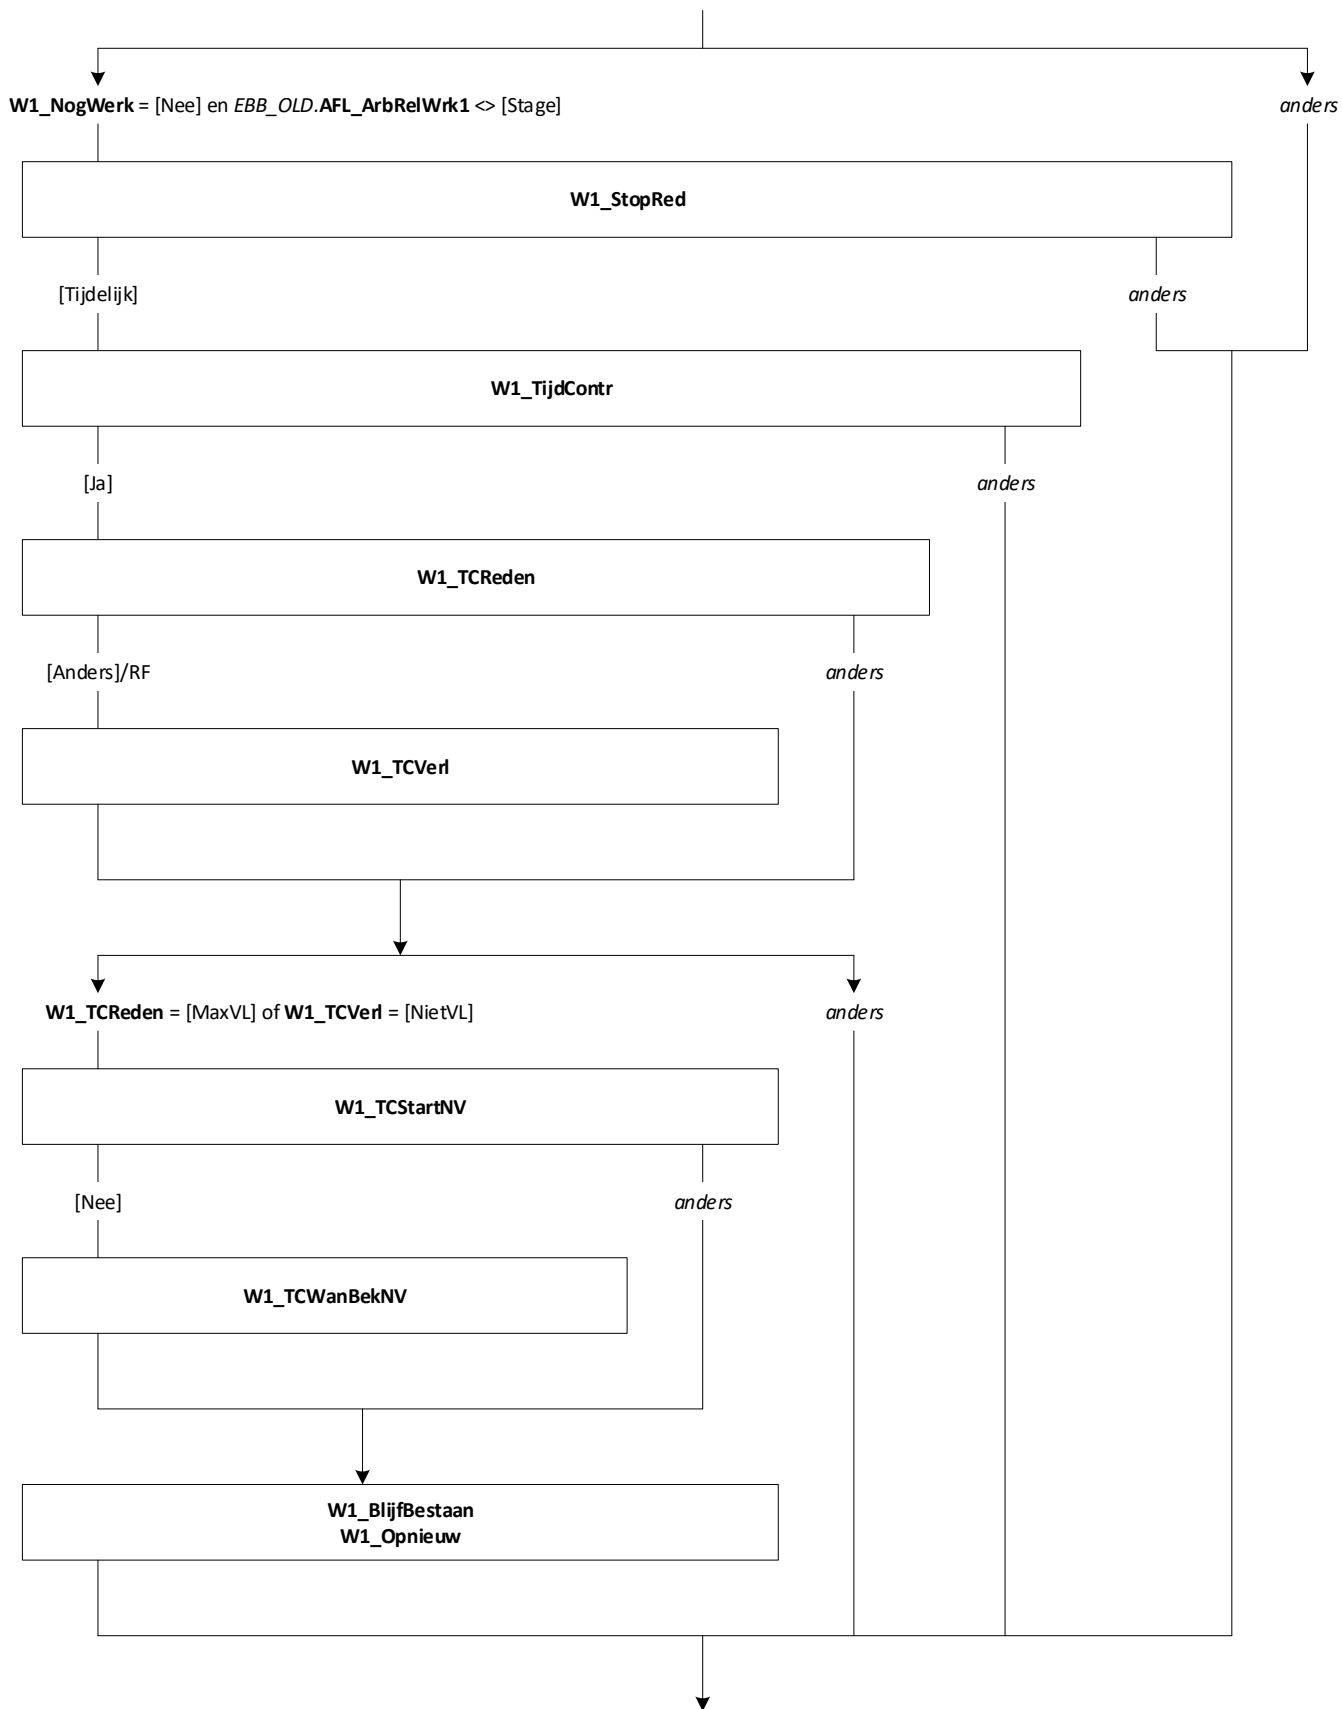 W1_NogWerk = [Nee] en EBB_OLD.AFL_ArbRelWrk1 <> [Stage]
anders
W1_StopRed
[Tijdelijk]
anders
W1_TijdContr
[Ja]
anders
W1_TCReden
[Anders]/RF
anders
W1_TCVerl
W1_TCReden = [MaxVL] of W1_TCVerl = [NietVL]
anders
W1_TCStartNV
[Nee]
anders
W1_TCWanBekNV
W1_BlijfBestaan
W1_Opnieuw